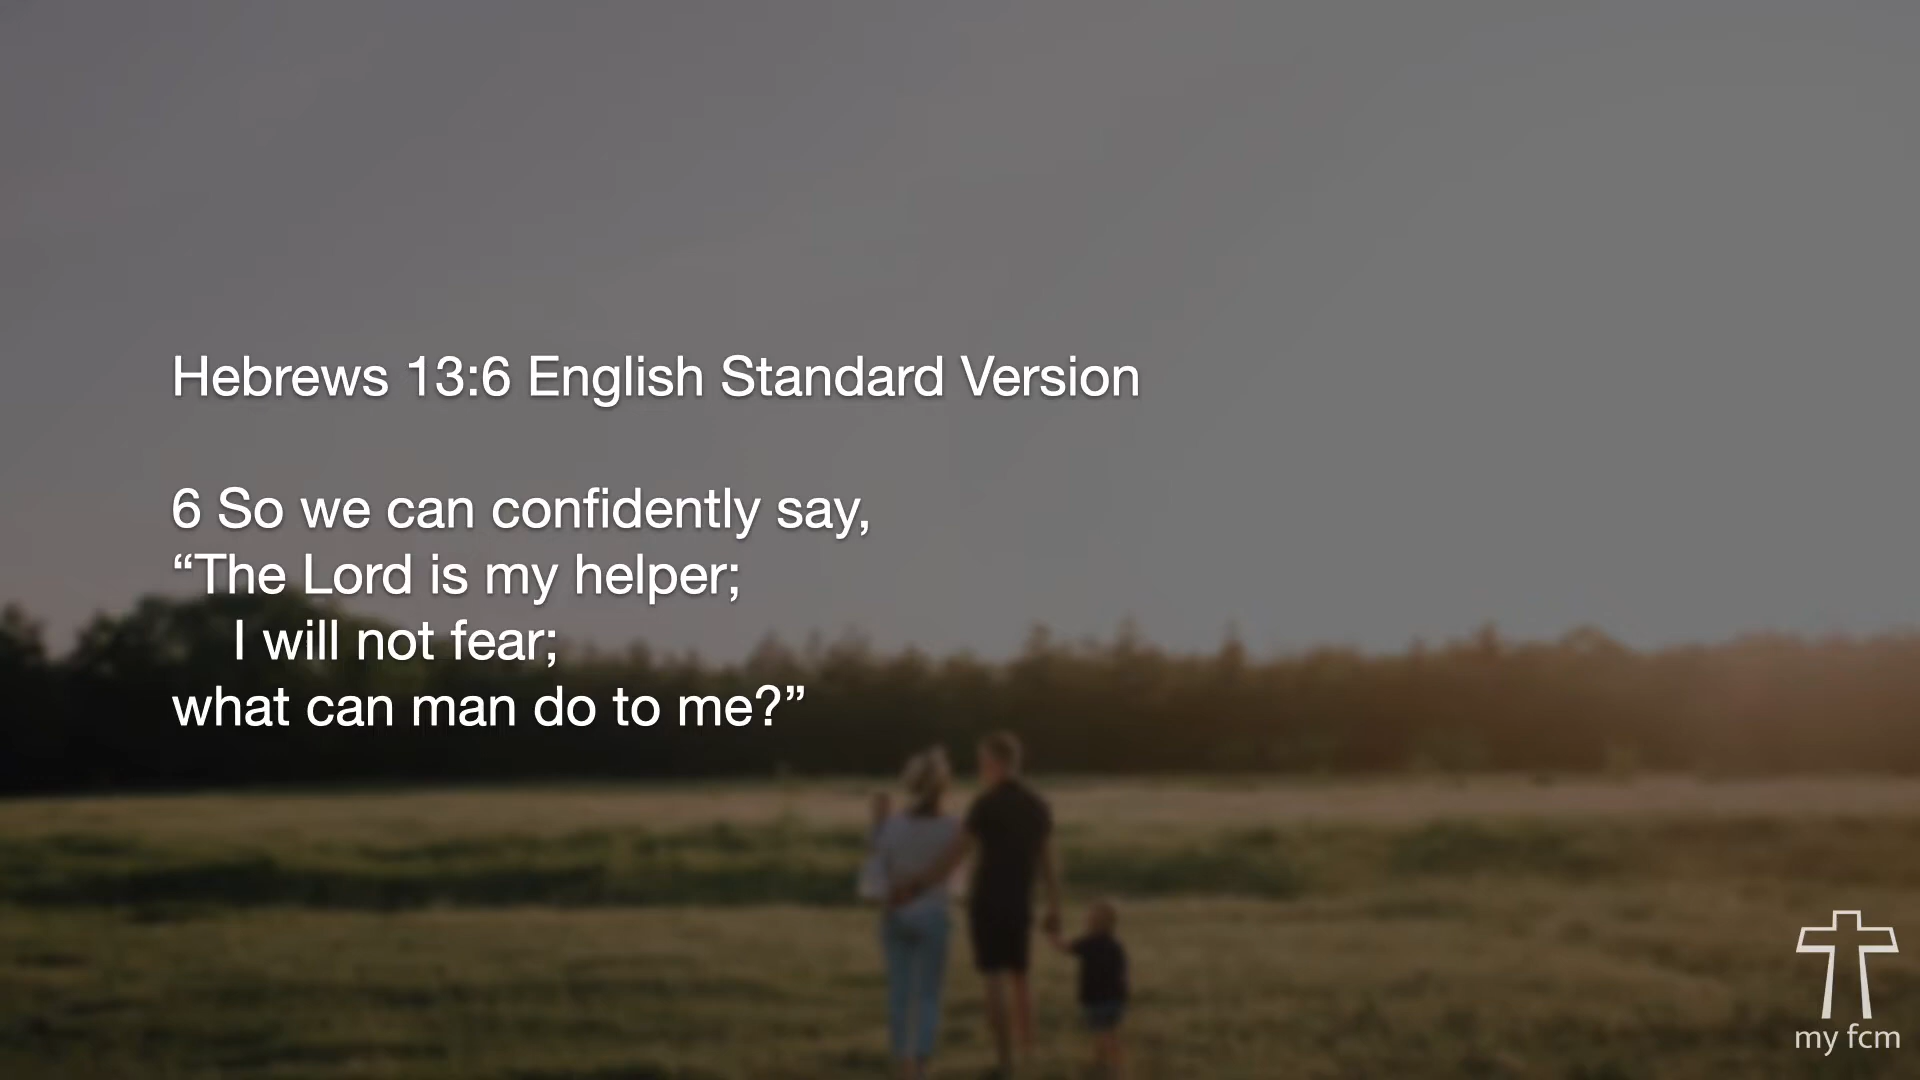 Hebrews 13:6 English Standard Version
6 So we can confidently say,
“The Lord is my helper;
I will not fear;
what can man do to me?”
my fcm